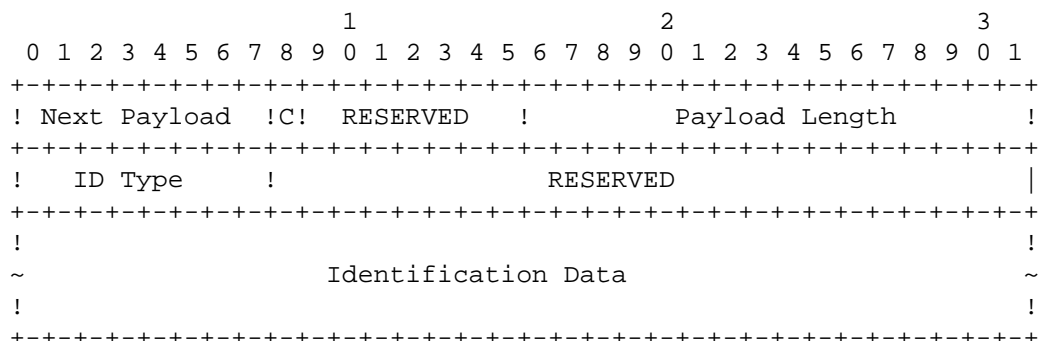 1                   2                   3
 0 1 2 3 4 5 6 7 8 9 0 1 2 3 4 5 6 7 8 9 0 1 2 3 4 5 6 7 8 9 0 1
+-+-+-+-+-+-+-+-+-+-+-+-+-+-+-+-+-+-+-+-+-+-+-+-+-+-+-+-+-+-+-+-+
! Next Payload  !C!  RESERVED   !         Payload Length        !
+-+-+-+-+-+-+-+-+-+-+-+-+-+-+-+-+-+-+-+-+-+-+-+-+-+-+-+-+-+-+-+-+
!   ID Type     !                 RESERVED                      |
+-+-+-+-+-+-+-+-+-+-+-+-+-+-+-+-+-+-+-+-+-+-+-+-+-+-+-+-+-+-+-+-+
!                                                               !
~                   Identification Data                         ~
!                                                               !
+-+-+-+-+-+-+-+-+-+-+-+-+-+-+-+-+-+-+-+-+-+-+-+-+-+-+-+-+-+-+-+-+